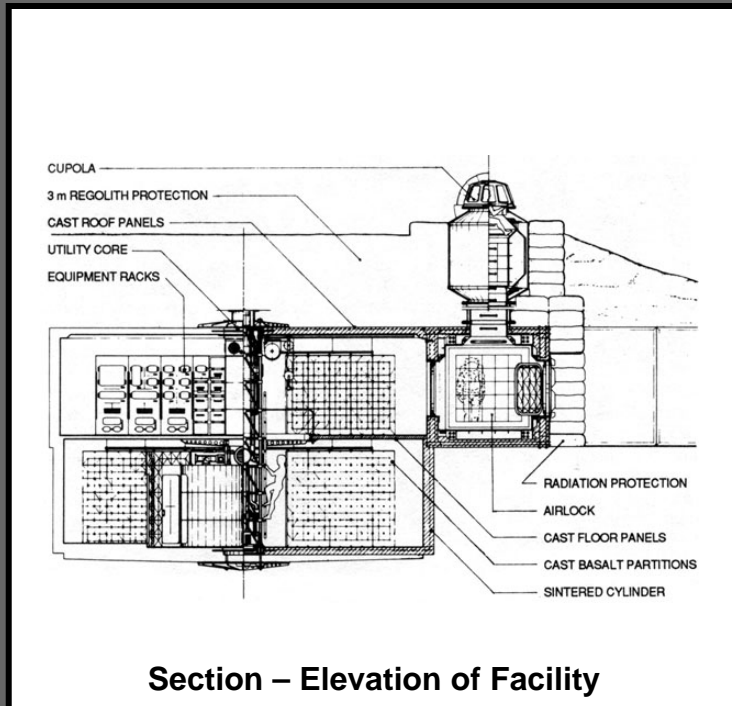 CUPOLA
3 m REGOLITH PROTECTION
CAST ROOF PANELS
UTILITY CORE
EQUIPMENT RACKS
RADIATION PROTECTION
AIRLOCK
CAST FLOOR PANELS
CAST BASALT PARTITIONS
SINTERED CYLINDER
Section – Elevation of Facility